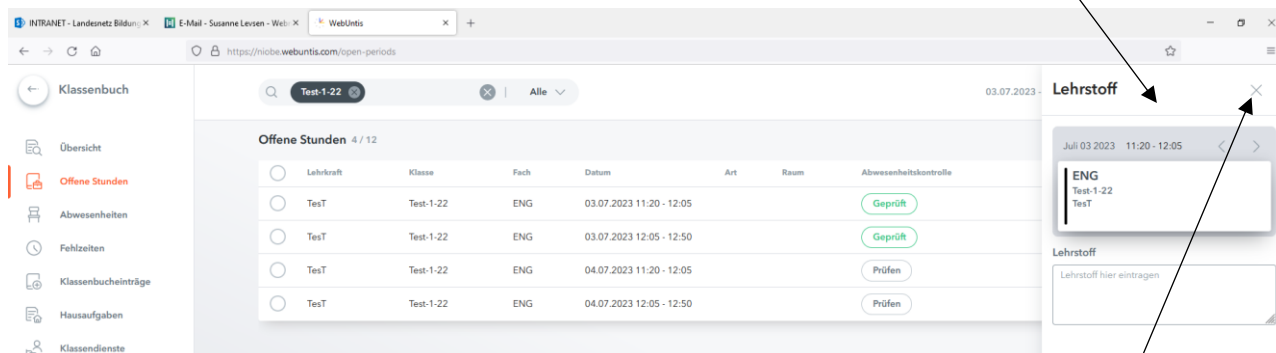 INTRANET - Landesnetz Bildung
E-Mail - Susanne Levsen - Web
WebUntis
https://niobe.webuntis.com/open-periods
Klassenbuch
Test-1-22
Alle
03.07.2023 -
Lehrstoff
Übersicht
Offene Stunden
Abwesenheiten
Fehlzeiten
Klassenbucheinträge
Hausaufgaben
Klassendienste
Offene Stunden 4 / 12
Lehrkraft Klasse Fach Datum Art Raum Abwesenheitskontrolle
TesT Test-1-22 ENG 03.07.2023 11:20 - 12:05 Geprüft
TesT Test-1-22 ENG 03.07.2023 12:05 - 12:50 Geprüft
TesT Test-1-22 ENG 04.07.2023 11:20 - 12:05 Prüfen
TesT Test-1-22 ENG 04.07.2023 12:05 - 12:50 Prüfen
Juli 03 2023 11:20 - 12:05
ENG
Test-1-22
TesT
Lehrstoff
Lehrstoff hier eintragen